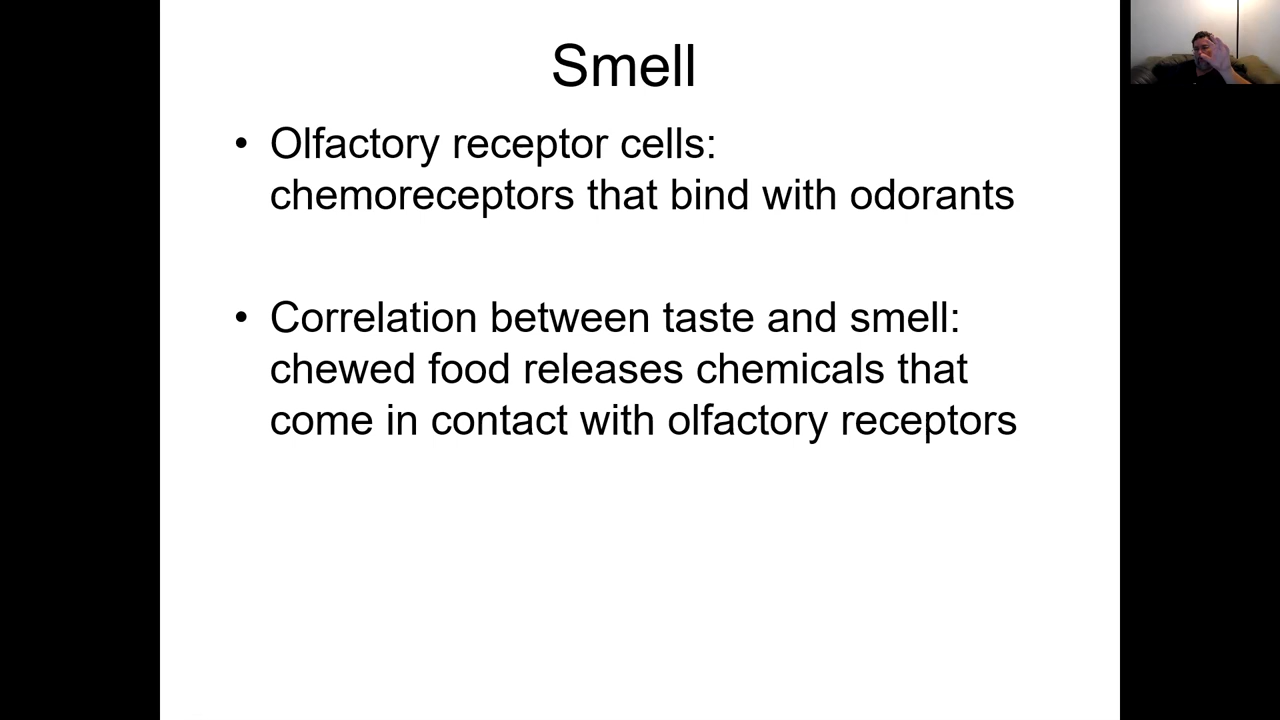 Smell
• Olfactory receptor cells:
chemoreceptors that bind with odorants
• Correlation between taste and smell:
chewed food releases chemicals that
come in contact with olfactory receptors